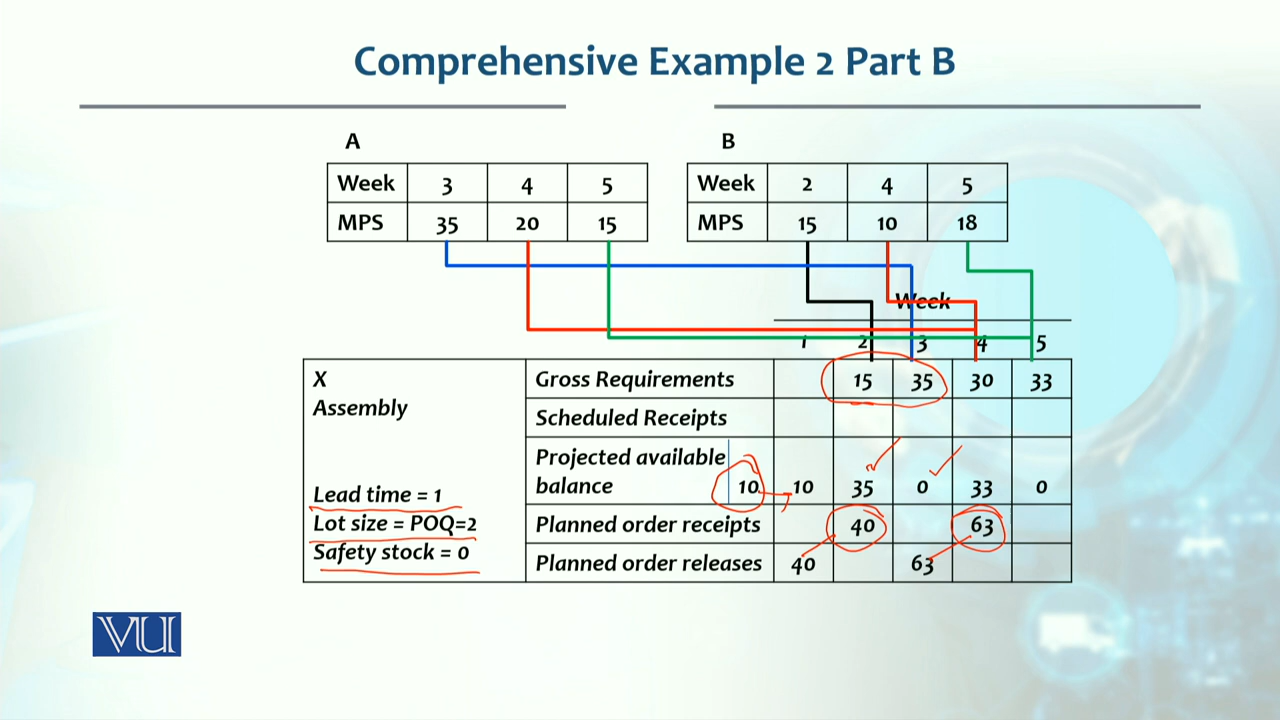 Comprehensive Example 2 Part B
A
B
Week 3 4 5
MPS 35 20 15
Week 2 4 5
MPS 15 10 18
Week
1 2 3 4 5
X
Assembly
Lead time = 1
Lot size = POQ=2
Safety stock = 0
Gross Requirements 15 35 30 33
Scheduled Receipts
Projected available
balance 10 10 35 0 33 0
Planned order receipts 40 63
Planned order releases 40 63
VU